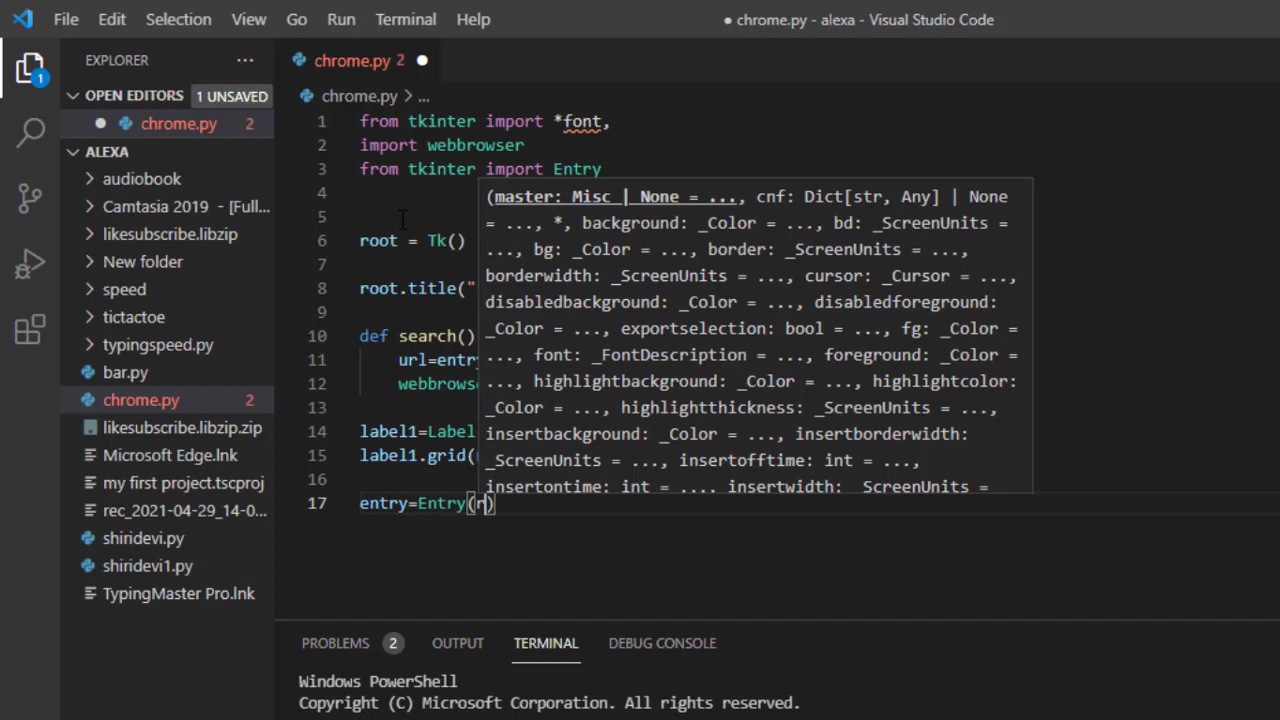 File Edit Selection View Go Run Terminal Help
● chrome.py - alexa - Visual Studio Code
EXPLORER ...
chrome.py 2 ●
OPEN EDITORS 1 UNSAVED
● chrome.py 2
ALEXA
audiobook
Camtasia 2019 - [Full...
likesubscribe.libzip
New folder
speed
tictactoe
typingspeed.py
bar.py
chrome.py 2
likesubscribe.libzip.zip
Microsoft Edge.lnk
my first project.tscproj
rec_2021-04-29_14-0...
shiridevi.py
shiridevi1.py
TypingMaster Pro.lnk
1
chrome.py > ...
1 from tkinter import *font,
2 import webbrowser
3 from tkinter import Entry
4
5
6 root = Tk()
7
8 root.title("
9
10 def search()
11 url=entry
12 webbrowse
13
14 label1=Label
15 label1.grid(
16
17 entry=Entry(r)
(master: Misc | None = ..., cnf: Dict[str, Any] | None
= ..., *, background: _Color = ..., bd: _ScreenUnits =
..., bg: _Color = ..., border: _ScreenUnits = ...,
borderwidth: _ScreenUnits = ..., cursor: _Cursor = ...,
disabledbackground: _Color = ..., disabledforeground:
_Color = ..., exportselection: bool = ..., fg: _Color =
..., font: _FontDescription = ..., foreground: _Color =
..., highlightbackground: _Color = ..., highlightcolor:
_Color = ..., highlightthickness: _ScreenUnits = ...,
insertbackground: _Color = ..., insertborderwidth:
_ScreenUnits = ..., insertofftime: int = ...,
insertontime: int = ..., insertwidth: _ScreenUnits =
PROBLEMS 2 OUTPUT TERMINAL DEBUG CONSOLE
Windows PowerShell
Copyright (C) Microsoft Corporation. All rights reserved.